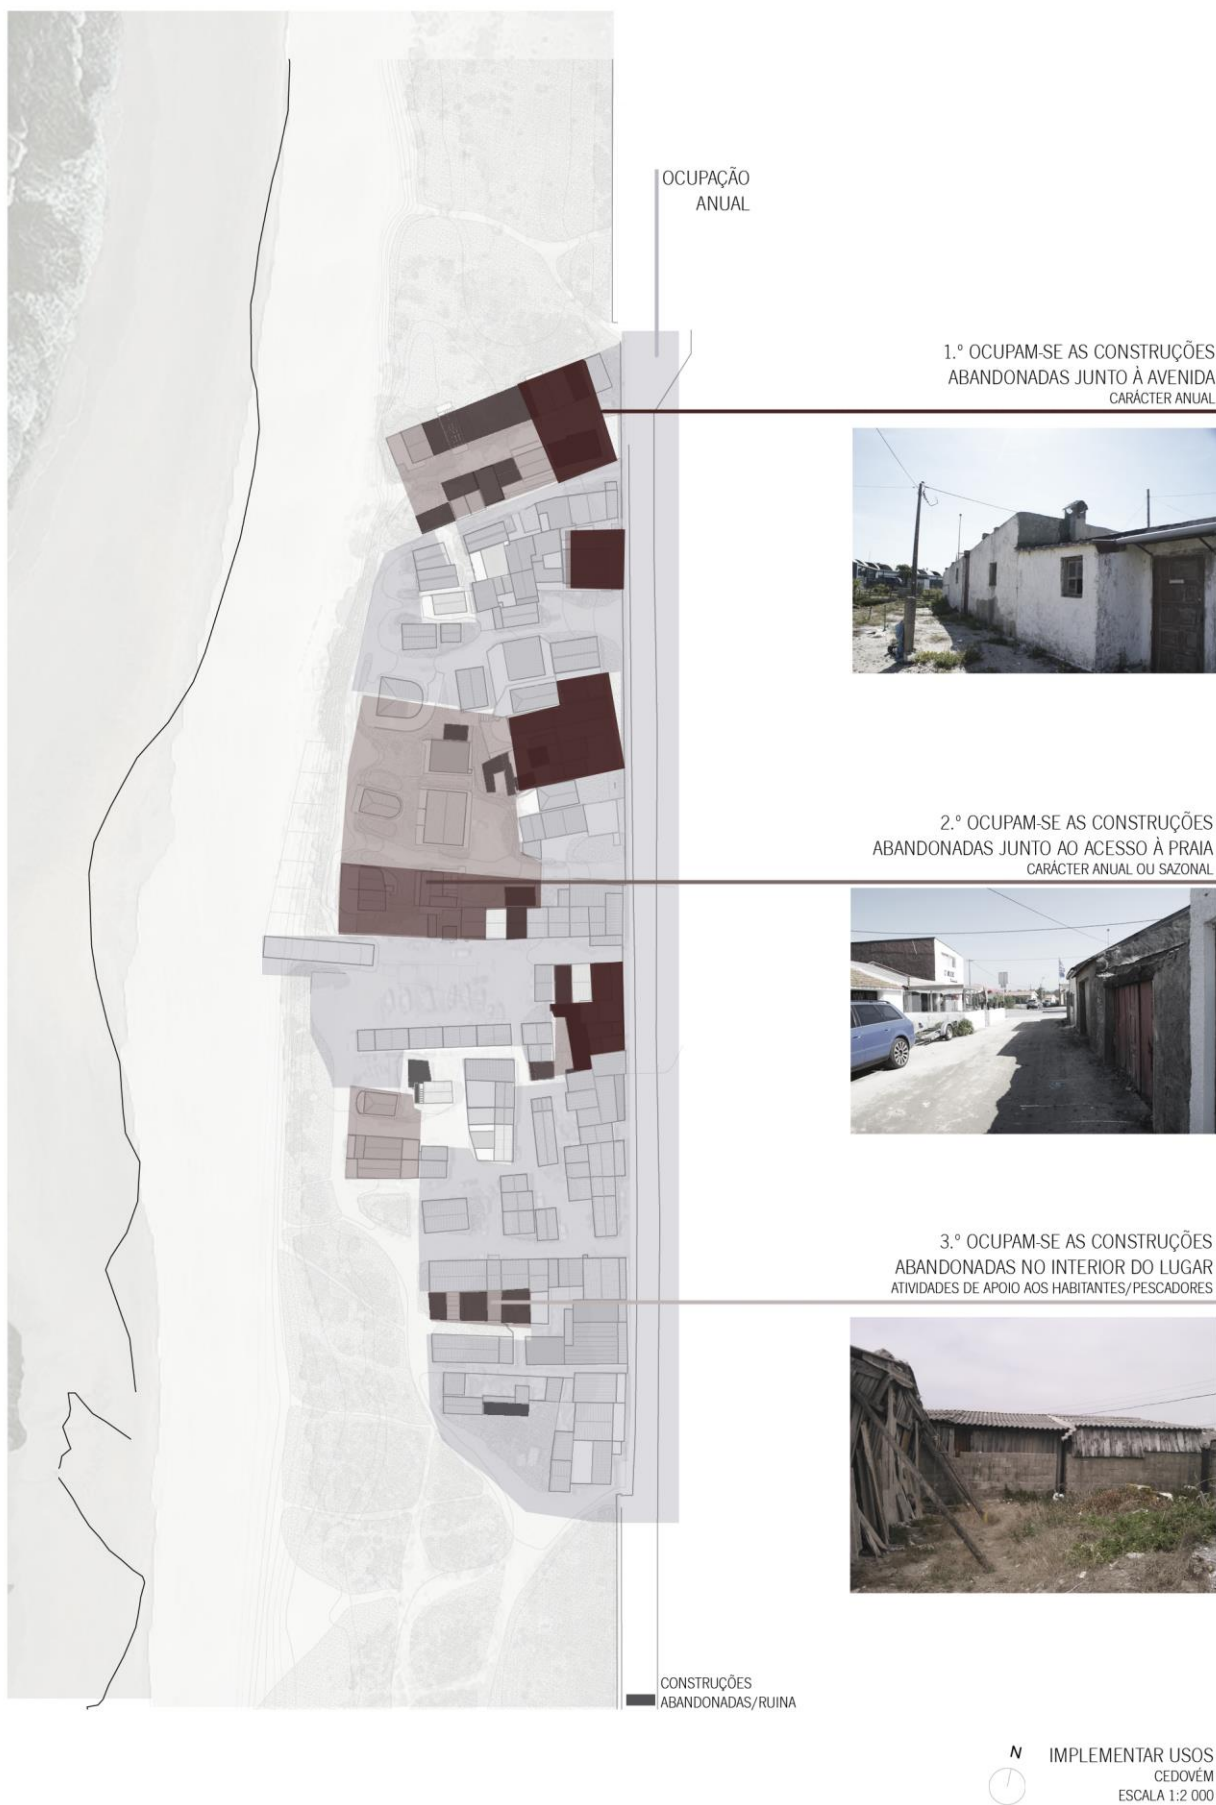 OCUPAÇÃO
ANUAL
1.º OCUPAM-SE AS CONSTRUÇÕES
ABANDONADAS JUNTO À AVENIDA
CARÁCTER ANUAL
2.º OCUPAM-SE AS CONSTRUÇÕES
ABANDONADAS JUNTO AO ACESSO À PRAIA
CARÁCTER ANUAL OU SAZONAL
3.º OCUPAM-SE AS CONSTRUÇÕES
ABANDONADAS NO INTERIOR DO LUGAR
ATIVIDADES DE APOIO AOS HABITANTES/PESCADORES
CONSTRUÇÕES
ABANDONADAS/RUINA
N
IMPLEMENTAR USOS
CEDOVÉM
ESCALA 1:2 000